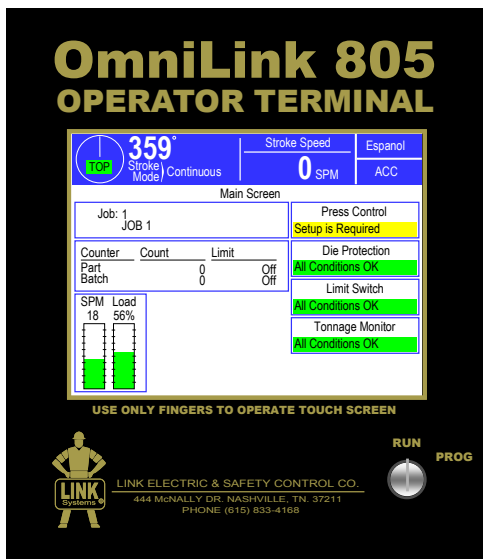 OmniLink 805
OPERATOR TERMINAL
TOP
359°
Stroke Mode) Continuous
Stroke Speed
0 SPM
Espanol
ACC
Main Screen
Job: 1
JOB 1
Press Control
Setup is Required
Counter Count Limit
Part 0 Off
Batch 0 Off
Die Protection
All Conditions OK
Limit Switch
All Conditions OK
SPM Load
18 56%
Tonnage Monitor
All Conditions OK
USE ONLY FINGERS TO OPERATE TOUCH SCREEN
RUN
PROG
LINK
Systems
LINK ELECTRIC & SAFETY CONTROL CO.
444 McNALLY DR. NASHVILLE, TN. 37211
PHONE (615) 833-4168